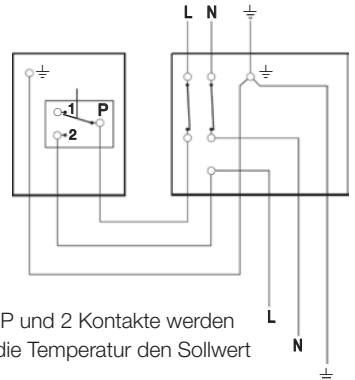 L N
1 P
2
P und 2 Kontakte werden
die Temperatur den Sollwert
L
N